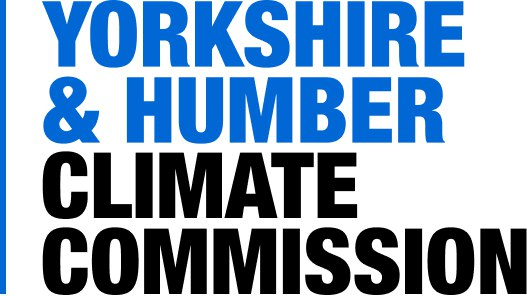 YORKSHIRE
& HUMBER
CLIMATE
COMMISSION